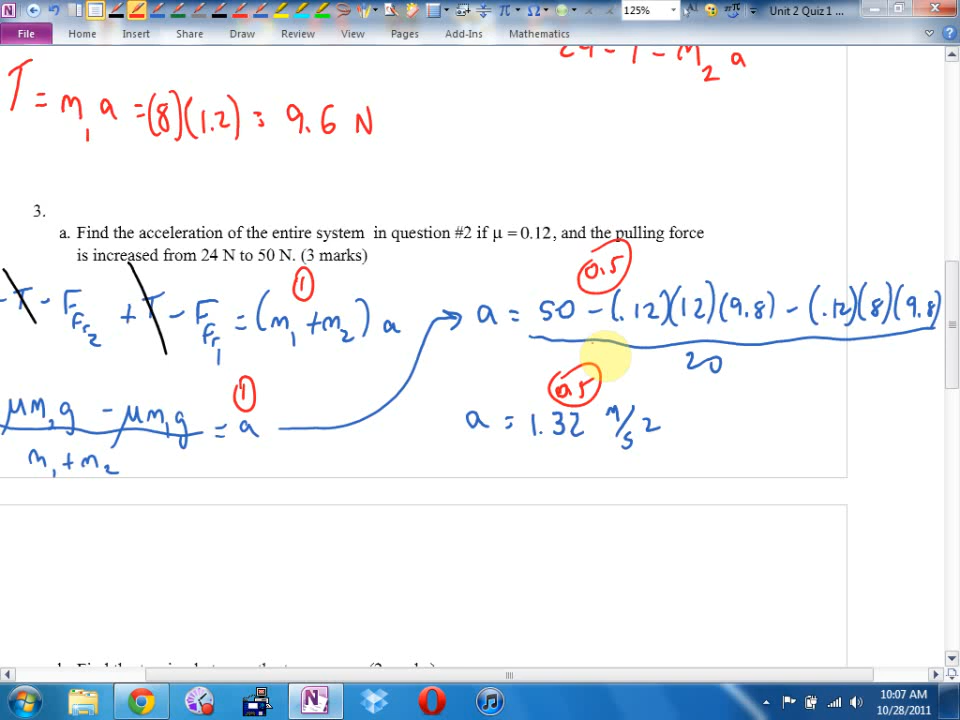 125%
Unit 2 Quiz 1 ...
File Home Insert Share Draw Review View Pages Add-Ins Mathematics
24 - T = m₂ a
T = m₁ a = (8)(1.2) = 9.6 N
3.
a. Find the acceleration of the entire system in question #2 if μ = 0.12, and the pulling force
is increased from 24 N to 50 N. (3 marks)
1
0.5
- T - F_Fr₂ + T - F_Fr₁ = (m₁ + m₂) a
a = 50 - (.12)(12)(9.8) - (.12)(8)(9.8)
20
1
0.5
μm₂g - μm₁g = a
m₁ + m₂
a = 1.32 m/s 2
10:07 AM
10/28/2011